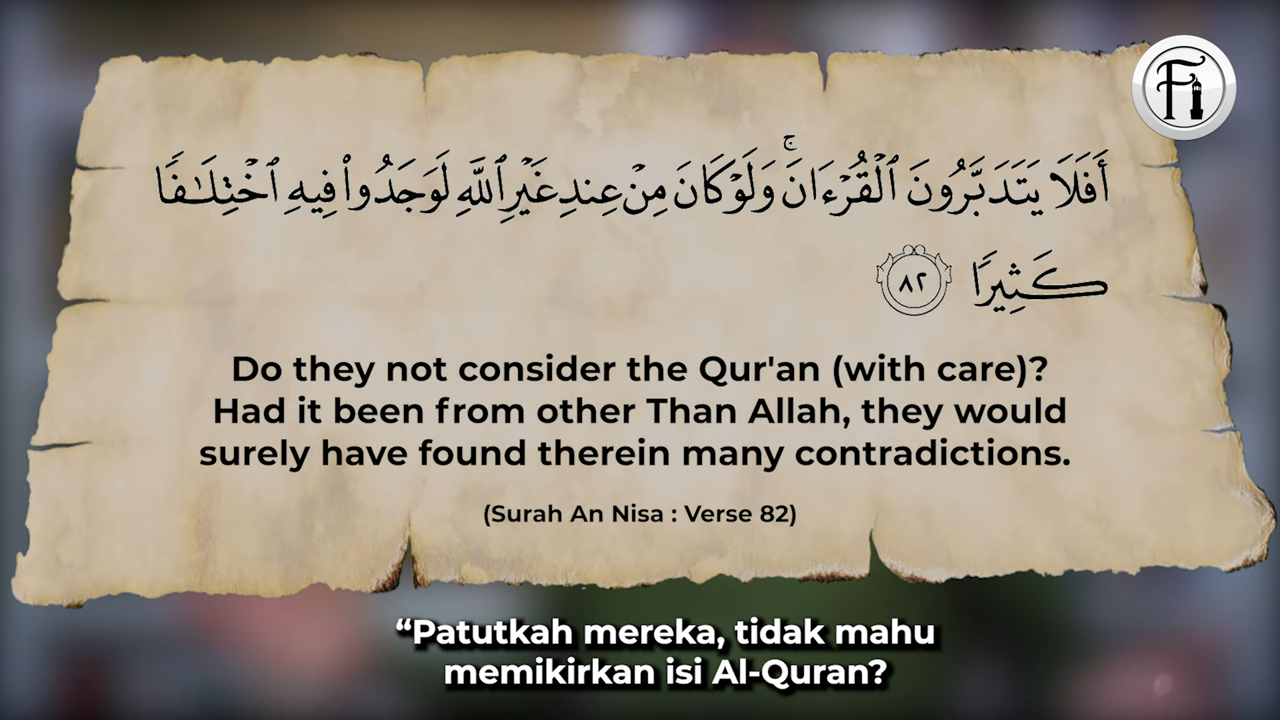 أَفَلَا يَتَدَبَّرُونَ ٱلْقُرْءَانَ ۚ وَلَوْ كَانَ مِنْ عِندِ غَيْرِ ٱللَّهِ لَوَجَدُوا۟ فِيهِ ٱخْتِلَـٰفًا
كَثِيرًا ٨٢
Do they not consider the Qur'an (with care)?
Had it been from other Than Allah, they would
surely have found therein many contradictions.
(Surah An Nisa : Verse 82)
“Patutkah mereka, tidak mahu
memikirkan isi Al-Quran?
Fi